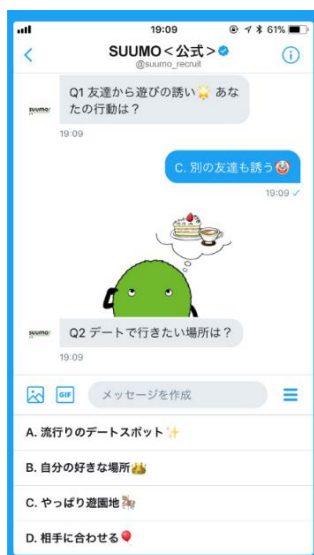 19:09
61%
SUUMO<公式>
@suumo_recruit
Q1 友達から遊びの誘い🌟 あな
たの行動は？
suumo
19:09
C. 別の友達も誘う🤡
19:09 ✓
suumo
Q2 デートで行きたい場所は？
19:09
GIF
メッセージを作成
A. 流行りのデートスポット✨
B. 自分の好きな場所👑
C. やっぱり遊園地🎠
D. 相手に合わせる🎈